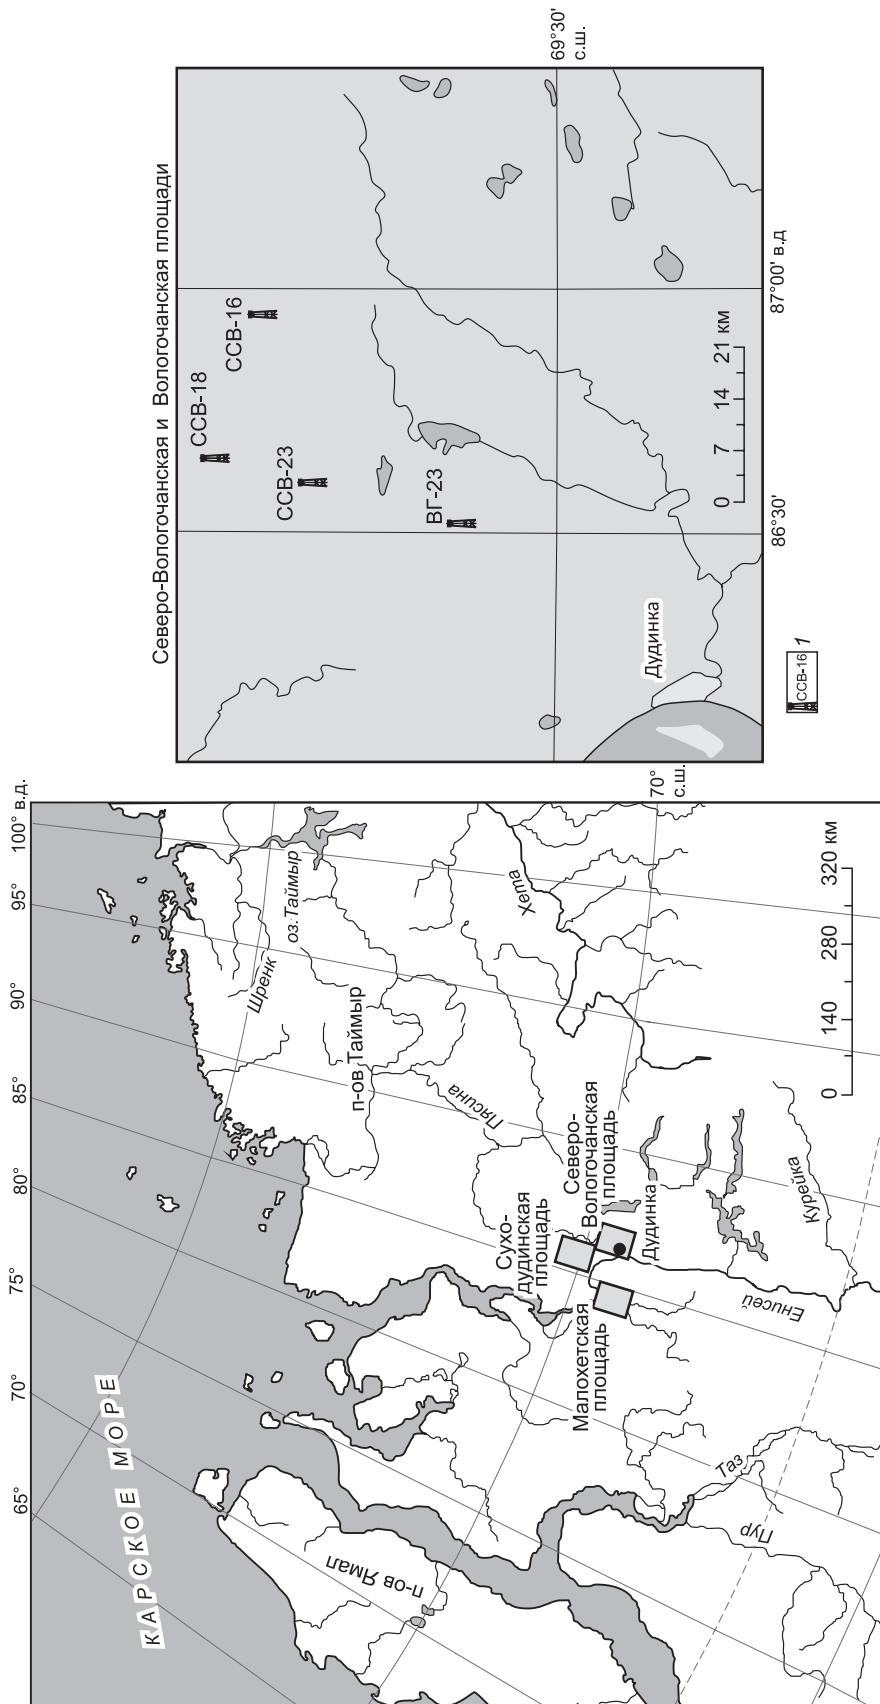 100° в.д.
95°
90°
85°
80°
75°
70°
65°
КАРСКОЕ МОРЕ
Шренк
оз.Таймыр
п-ов Таймыр
Пясина
Хета
70°
с.ш.
Сухо-
дудинская
площадь
Северо-
Вологочанская
площадь
Малохетская
площадь
Дудинка
Курейка
Енисей
Таз
Пур
п-ов Ямал
0 140 280 320 км
Северо-Вологочанская и Вологочанская площади
ССВ-18
ССВ-16
ССВ-23
ВГ-23
Дудинка
0 7 14 21 км
69°30'
с.ш.
86°30'
87°00' в.д
ССВ-16 1